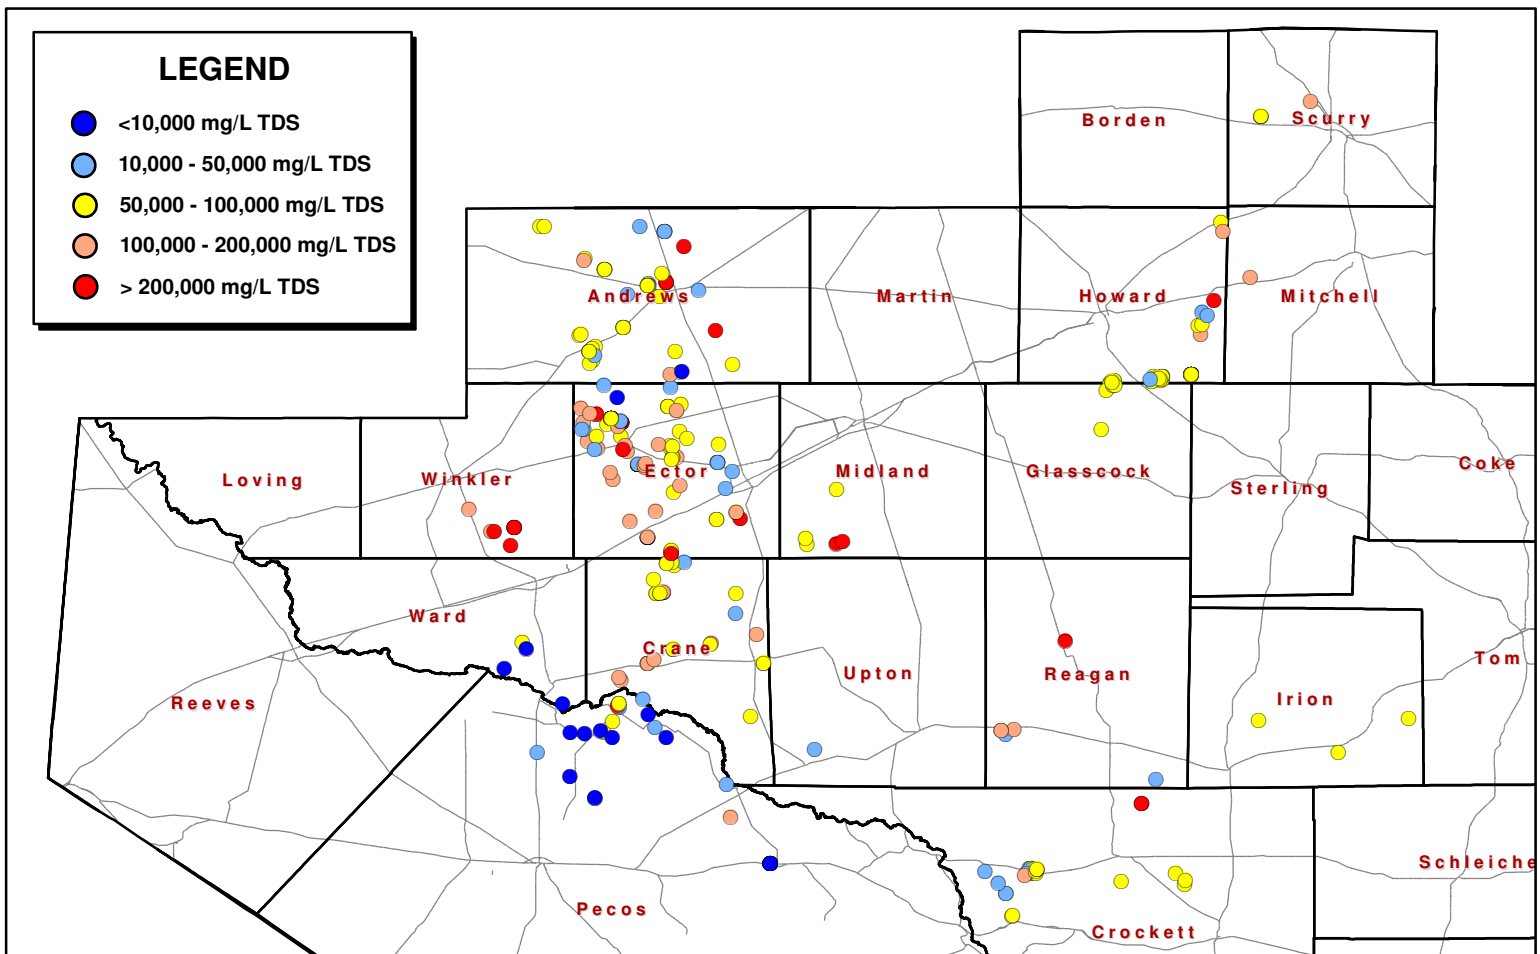 LEGEND
<10,000 mg/L TDS
10,000 - 50,000 mg/L TDS
50,000 - 100,000 mg/L TDS
100,000 - 200,000 mg/L TDS
> 200,000 mg/L TDS
Borden
Scurry
Andrews
Martin
Howard
Mitchell
Loving
Winkler
Ector
Midland
Glasscock
Sterling
Coke
Ward
Crane
Upton
Reagan
Irion
Tom
Reeves
Pecos
Crockett
Schleiche